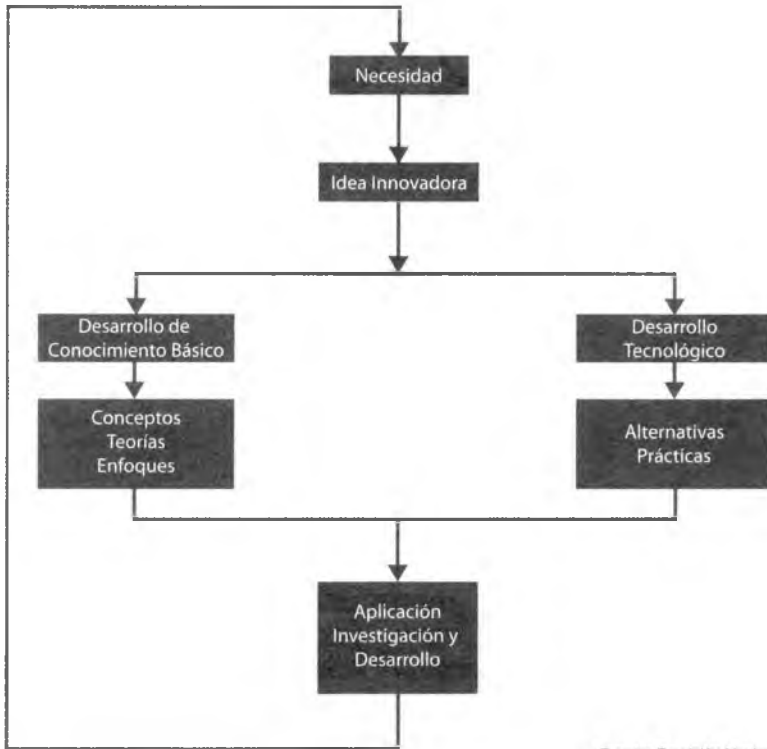 Necesidad
Idea Innovadora
Desarrollo de
Conocimiento Básico
Desarrollo
Tecnológico
Conceptos
Teorías
Enfoques
Alternativas
Prácticas
Aplicación
Investigación y
Desarrollo